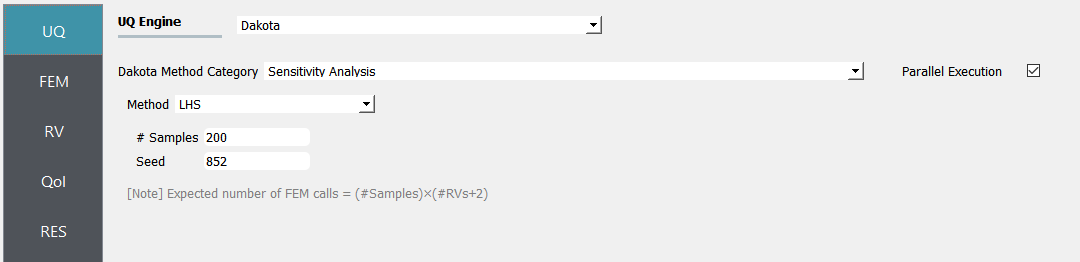 UQ
FEM
RV
QoI
RES
UQ Engine Dakota
Dakota Method Category Sensitivity Analysis Parallel Execution
Method LHS
# Samples 200
Seed 852
[Note] Expected number of FEM calls = (#Samples)×(#RVs+2)